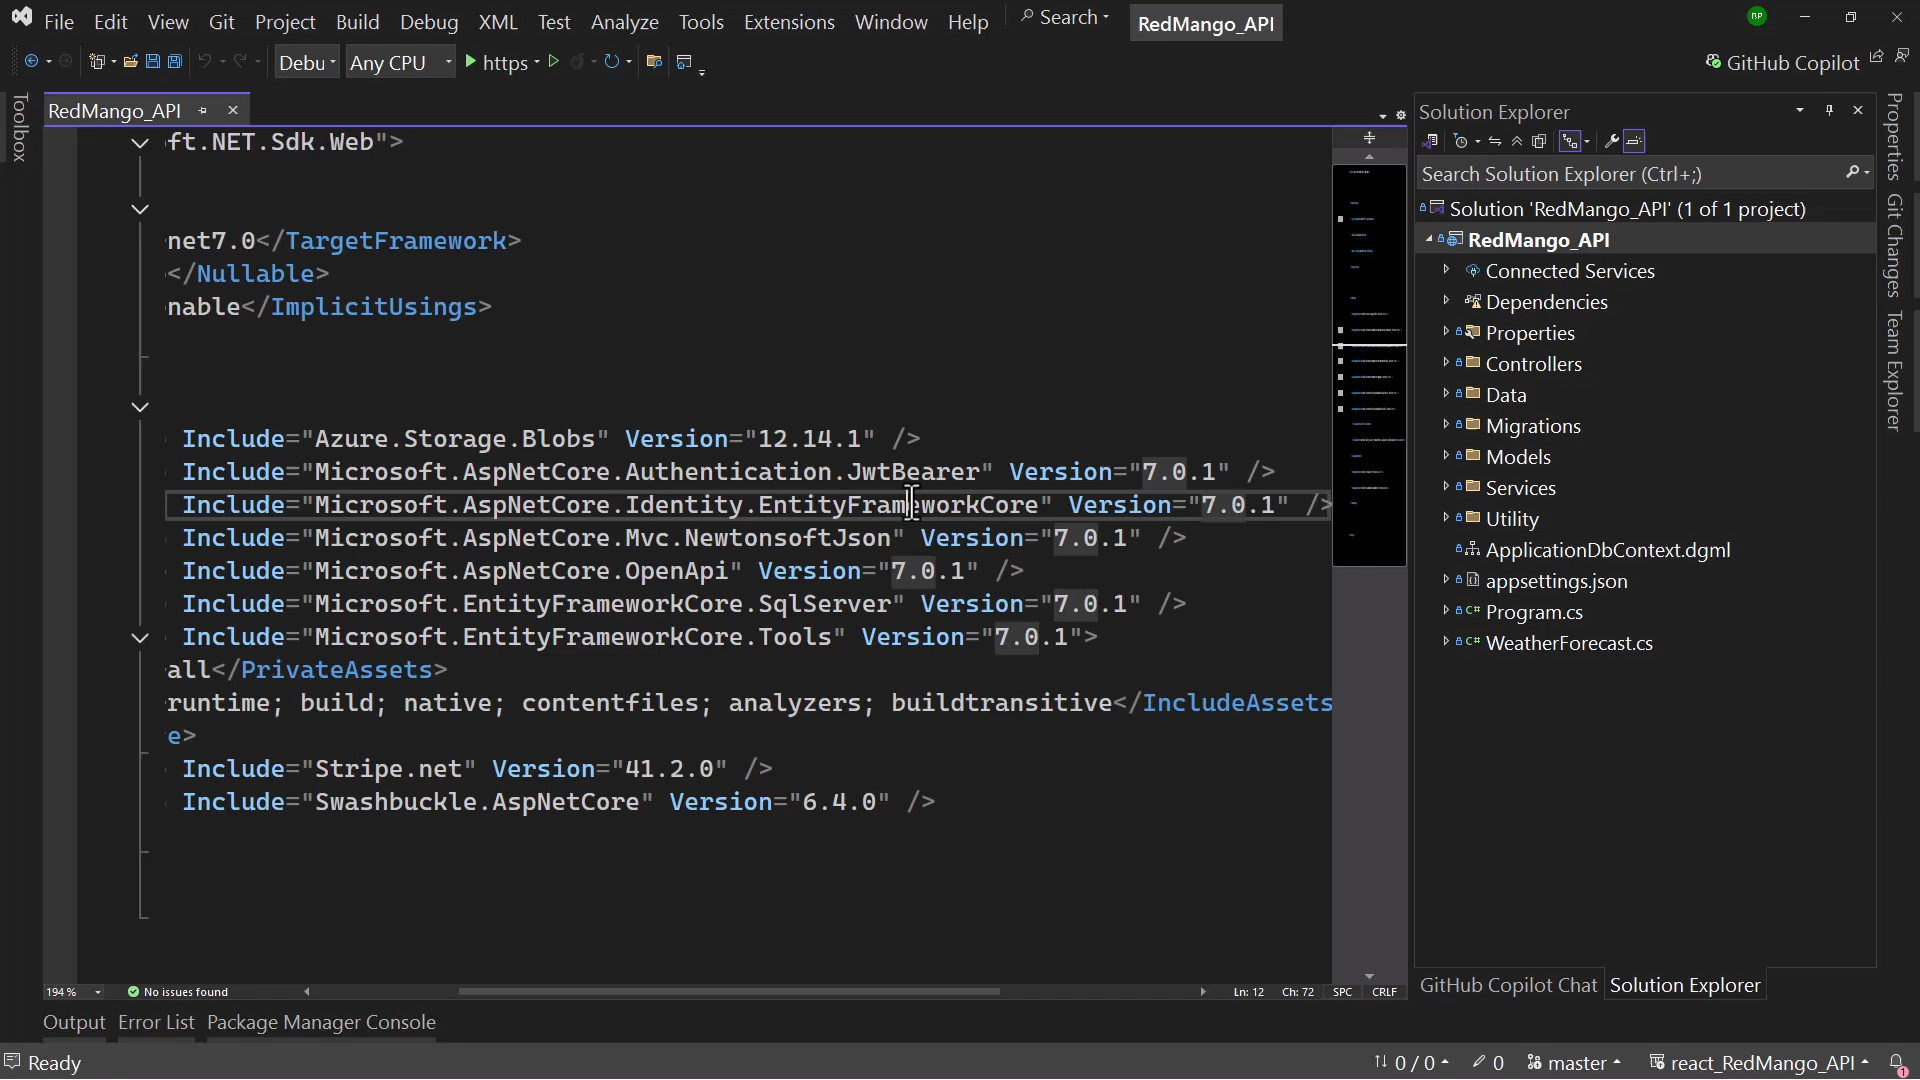 File Edit View Git Project Build Debug XML Test Analyze Tools Extensions Window Help Search RedMango_API RP
Debu Any CPU https GitHub Copilot
Toolbox
RedMango_API
ft.NET.Sdk.Web">
net7.0</TargetFramework>
</Nullable>
nable</ImplicitUsings>
Include="Azure.Storage.Blobs" Version="12.14.1" />
Include="Microsoft.AspNetCore.Authentication.JwtBearer" Version="7.0.1" />
Include="Microsoft.AspNetCore.Identity.EntityFrameworkCore" Version="7.0.1" />
Include="Microsoft.AspNetCore.Mvc.NewtonsoftJson" Version="7.0.1" />
Include="Microsoft.AspNetCore.OpenApi" Version="7.0.1" />
Include="Microsoft.EntityFrameworkCore.SqlServer" Version="7.0.1" />
Include="Microsoft.EntityFrameworkCore.Tools" Version="7.0.1">
all</PrivateAssets>
runtime; build; native; contentfiles; analyzers; buildtransitive</IncludeAssets
e>
Include="Stripe.net" Version="41.2.0" />
Include="Swashbuckle.AspNetCore" Version="6.4.0" />
194 % No issues found Ln: 12 Ch: 72 SPC CRLF
Solution Explorer
Search Solution Explorer (Ctrl+;)
Solution 'RedMango_API' (1 of 1 project)
RedMango_API
Connected Services
Dependencies
Properties
Controllers
Data
Migrations
Models
Services
Utility
ApplicationDbContext.dgml
appsettings.json
Program.cs
WeatherForecast.cs
GitHub Copilot Chat Solution Explorer
Properties
Git Changes
Team Explorer
Output Error List Package Manager Console
Ready 0 / 0 0 master react_RedMango_API 1